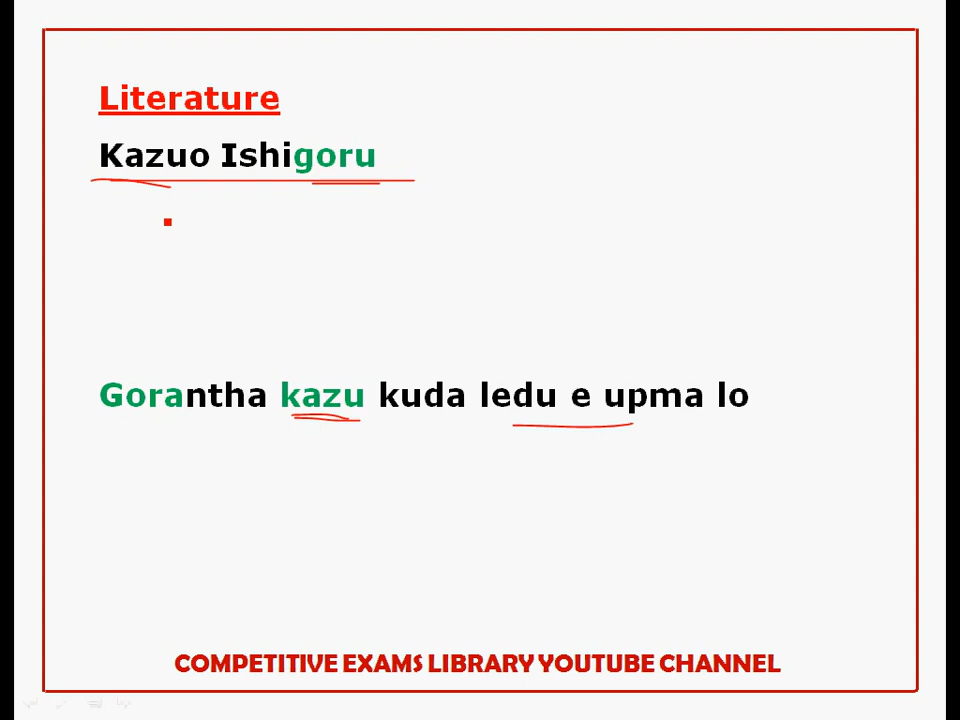 Literature
Kazuo Ishigoru
Gorantha kazu kuda ledu e upma lo
COMPETITIVE EXAMS LIBRARY YOUTUBE CHANNEL